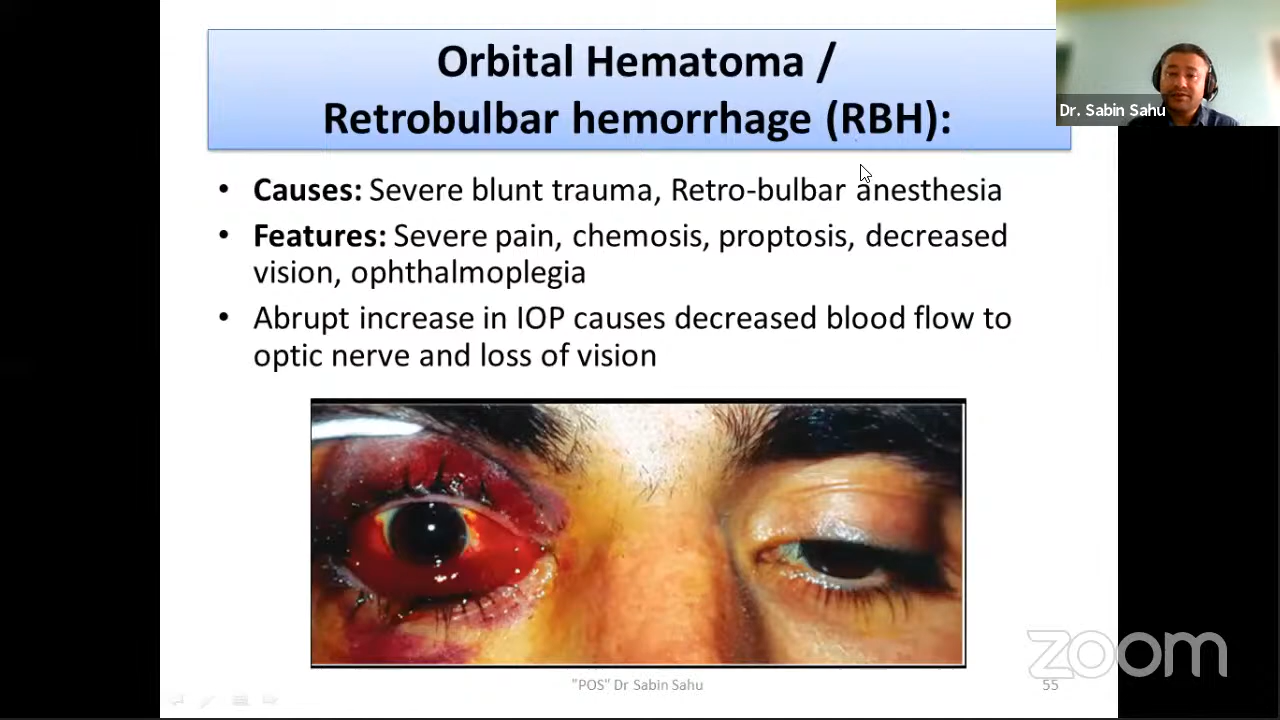 Orbital Hematoma /
Retrobulbar hemorrhage (RBH):
Dr. Sabin Sahu
• Causes: Severe blunt trauma, Retro-bulbar anesthesia
• Features: Severe pain, chemosis, proptosis, decreased
vision, ophthalmoplegia
• Abrupt increase in IOP causes decreased blood flow to
optic nerve and loss of vision
zoom
"POS" Dr Sabin Sahu
55